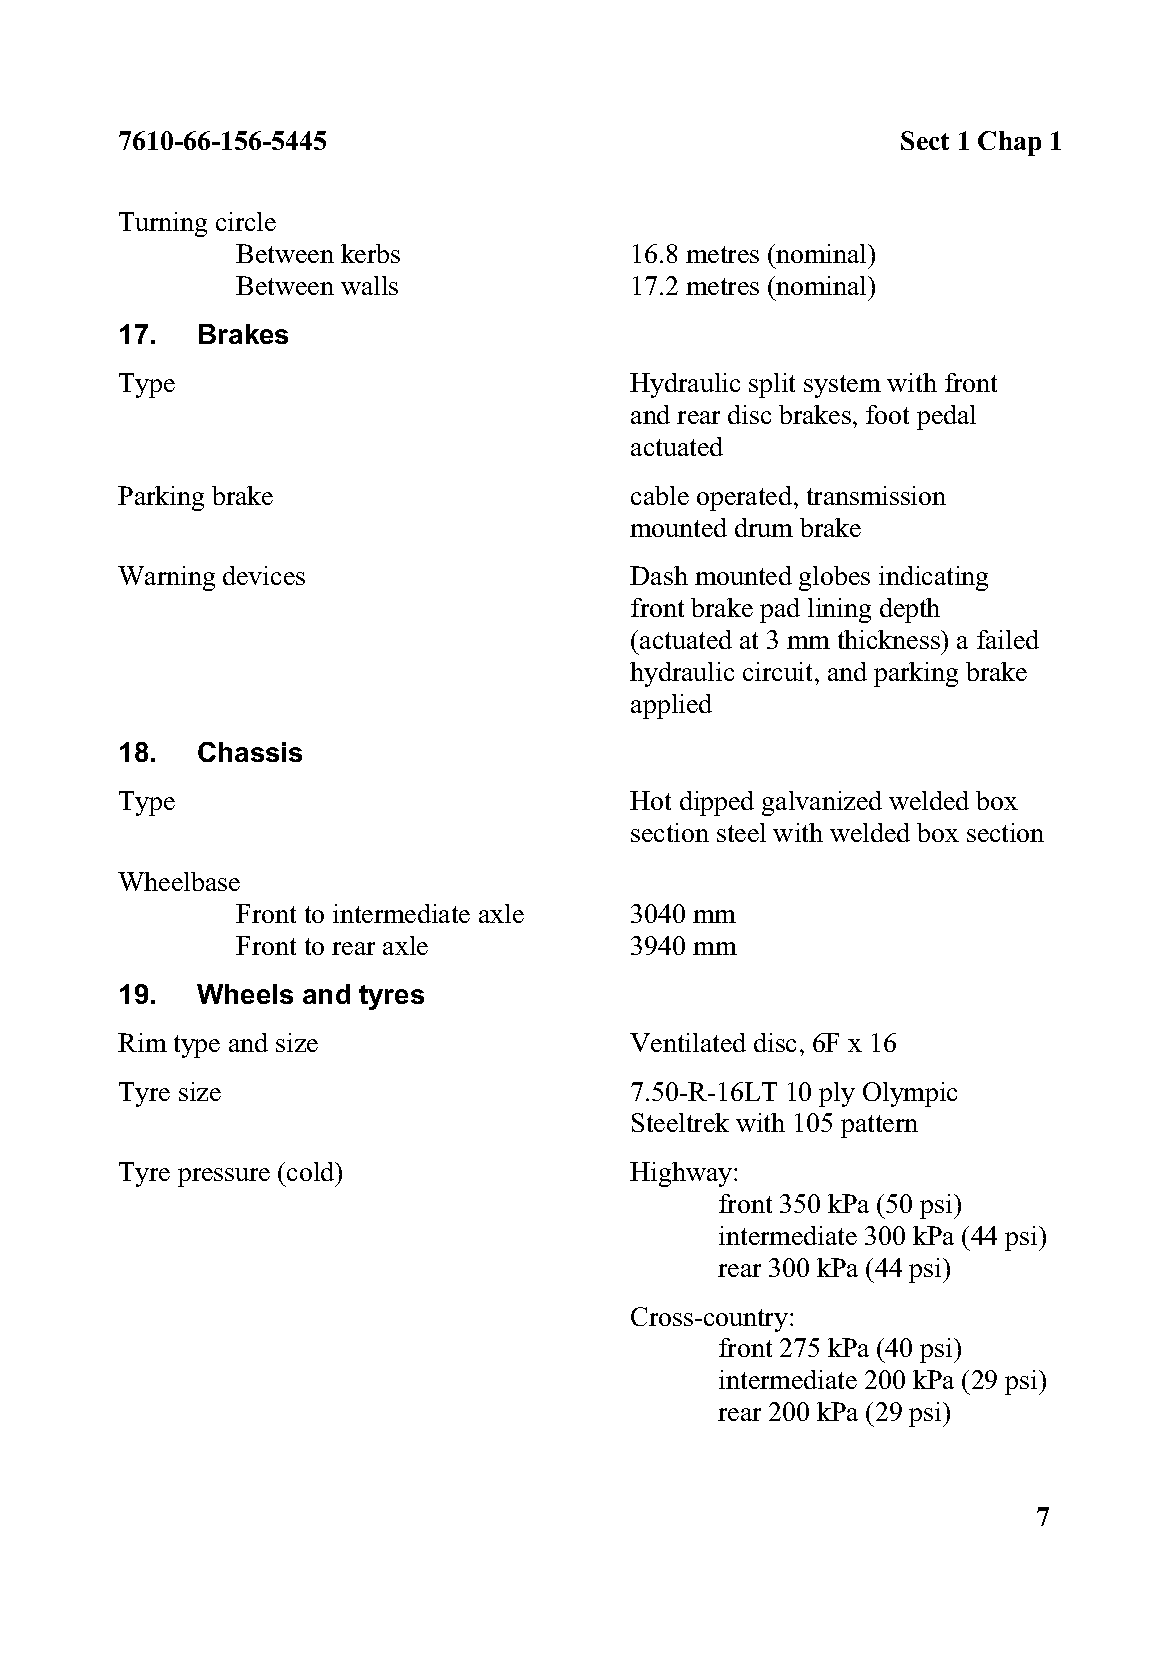 7610-66-156-5445 Sect 1 Chap 1
Turning circle
Between kerbs 16.8 metres (nominal)
Between walls 17.2 metres (nominal)
17. Brakes
Type Hydraulic split system with front
and rear disc brakes, foot pedal
actuated
Parking brake cable operated, transmission
mounted drum brake
Warning devices Dash mounted globes indicating
front brake pad lining depth
(actuated at 3 mm thickness) a failed
hydraulic circuit, and parking brake
applied
18. Chassis
Type Hot dipped galvanized welded box
section steel with welded box section
Wheelbase
Front to intermediate axle 3040 mm
Front to rear axle 3940 mm
19. Wheels and tyres
Rim type and size Ventilated disc, 6F x 16
Tyre size 7.50-R-16LT 10 ply Olympic
Steeltrek with 105 pattern
Tyre pressure (cold) Highway:
front 350 kPa (50 psi)
intermediate 300 kPa (44 psi)
rear 300 kPa (44 psi)
Cross-country:
front 275 kPa (40 psi)
intermediate 200 kPa (29 psi)
rear 200 kPa (29 psi)
7